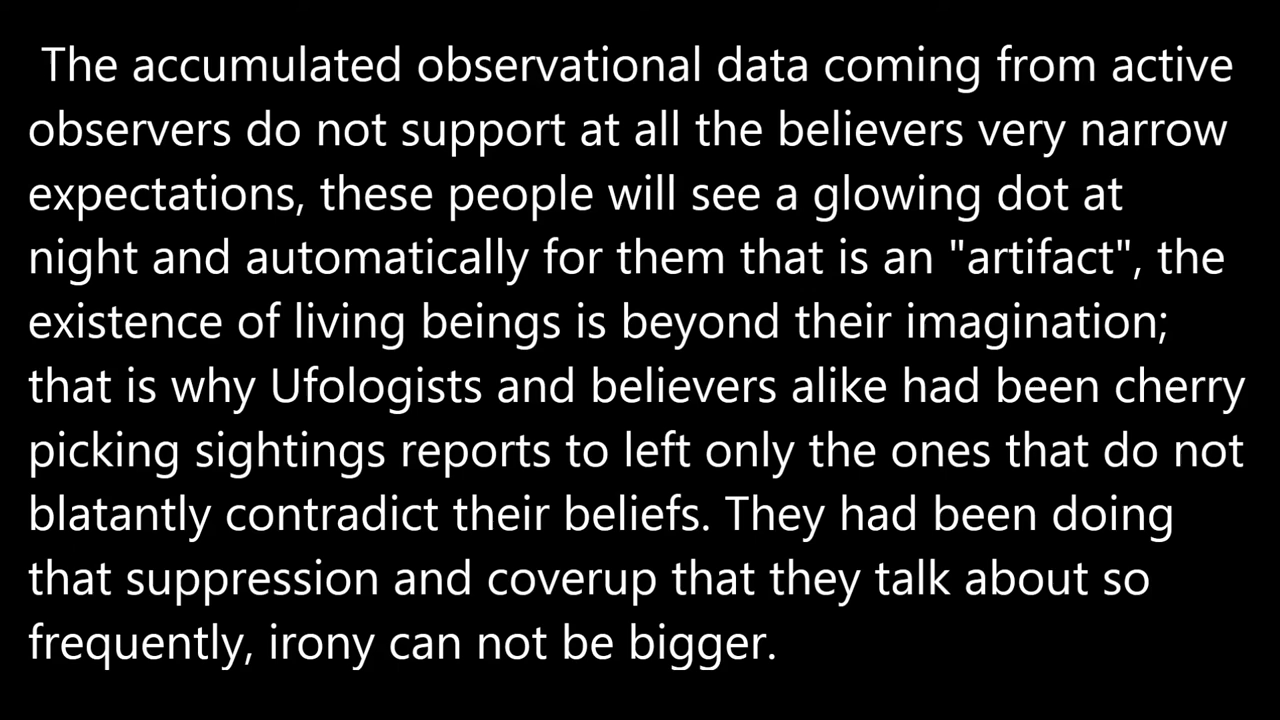 The accumulated observational data coming from active
observers do not support at all the believers very narrow
expectations, these people will see a glowing dot at
night and automatically for them that is an "artifact", the
existence of living beings is beyond their imagination;
that is why Ufologists and believers alike had been cherry
picking sightings reports to left only the ones that do not
blatantly contradict their beliefs. They had been doing
that suppression and coverup that they talk about so
frequently, irony can not be bigger.